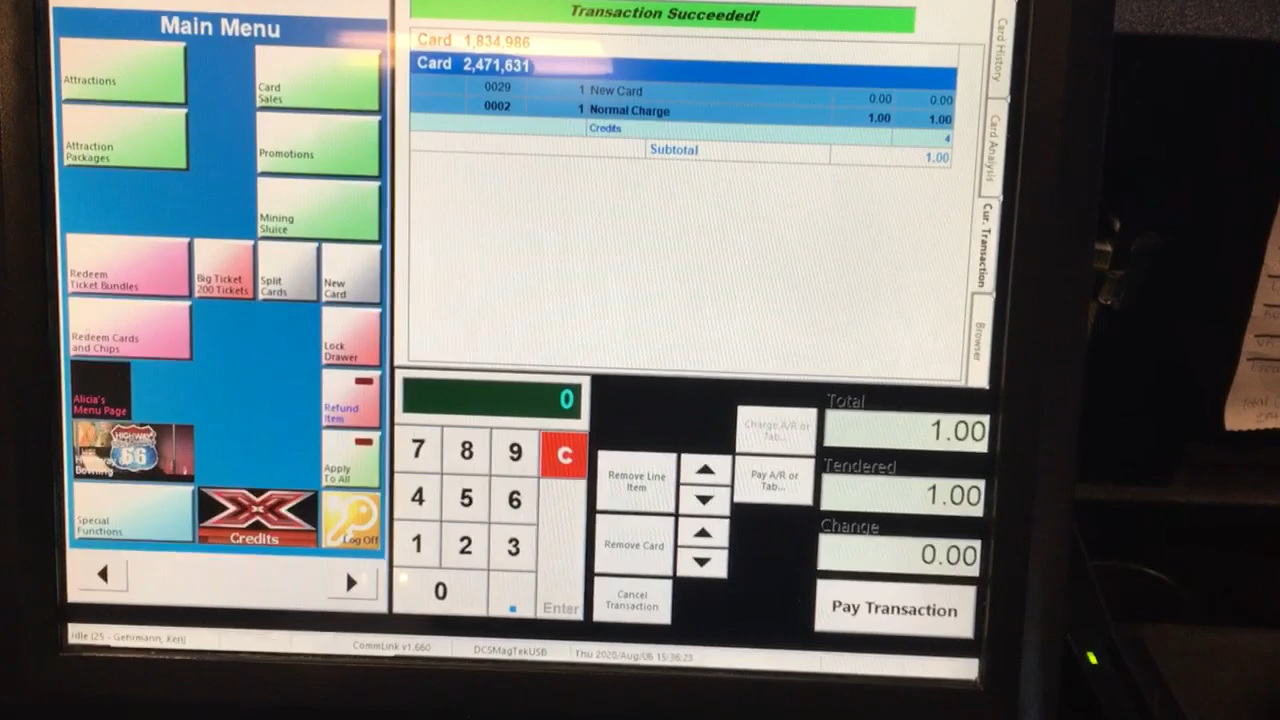 Main Menu
Attractions
Card Sales
Attraction Packages
Promotions
Mining Sluice
Redeem Ticket Bundles
Big Ticket 200 Tickets
Split Cards
New Card
Redeem Cards and Chips
Lock Drawer
Alicia's Menu Page
Refund Item
HIGHWAY
66
Apply To All
Special Functions
X
Credits
Log Off
Idle (25 - Gehrmann, Keri)
CommLink v1.660
DCSMagTekUSB
Thu 2020/Aug/06 15:36:23
Transaction Succeeded!
Card 1,834,986
Card 2,471,631
0029 1 New Card 0.00 0.00
0002 1 Normal Charge 1.00 1.00
Credits 4
Subtotal 1.00
Card History
Card Analysis
Cur. Transaction
Browser
0
7 8 9 C
4 5 6
1 2 3
0 . Enter
Remove Line Item
Remove Card
Cancel Transaction
Charge A/R or Tab...
Pay A/R or Tab...
Total
1.00
Tendered
1.00
Change
0.00
Pay Transaction